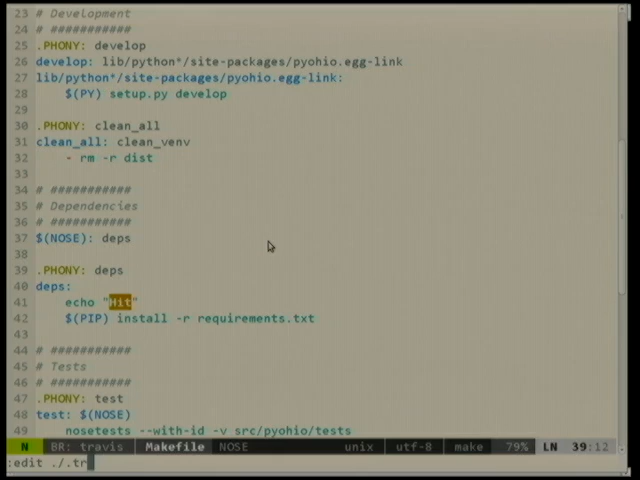 23 # Development
24 # ###########
25 .PHONY: develop
26 develop: lib/python*/site-packages/pyohio.egg-link
27 lib/python*/site-packages/pyohio.egg-link:
28 $(PY) setup.py develop
29
30 .PHONY: clean_all
31 clean_all: clean_venv
32 - rm -r dist
33
34 # ###########
35 # Dependencies
36 # ###########
37 $(NOSE): deps
38
39 .PHONY: deps
40 deps:
41 echo "Hit"
42 $(PIP) install -r requirements.txt
43
44 # ###########
45 # Tests
46 # ###########
47 .PHONY: test
48 test: $(NOSE)
49 nosetests --with-id -v src/pyohio/tests
N BR: travis Makefile NOSE unix utf-8 make 79% LN 39:12
:edit ./.tr